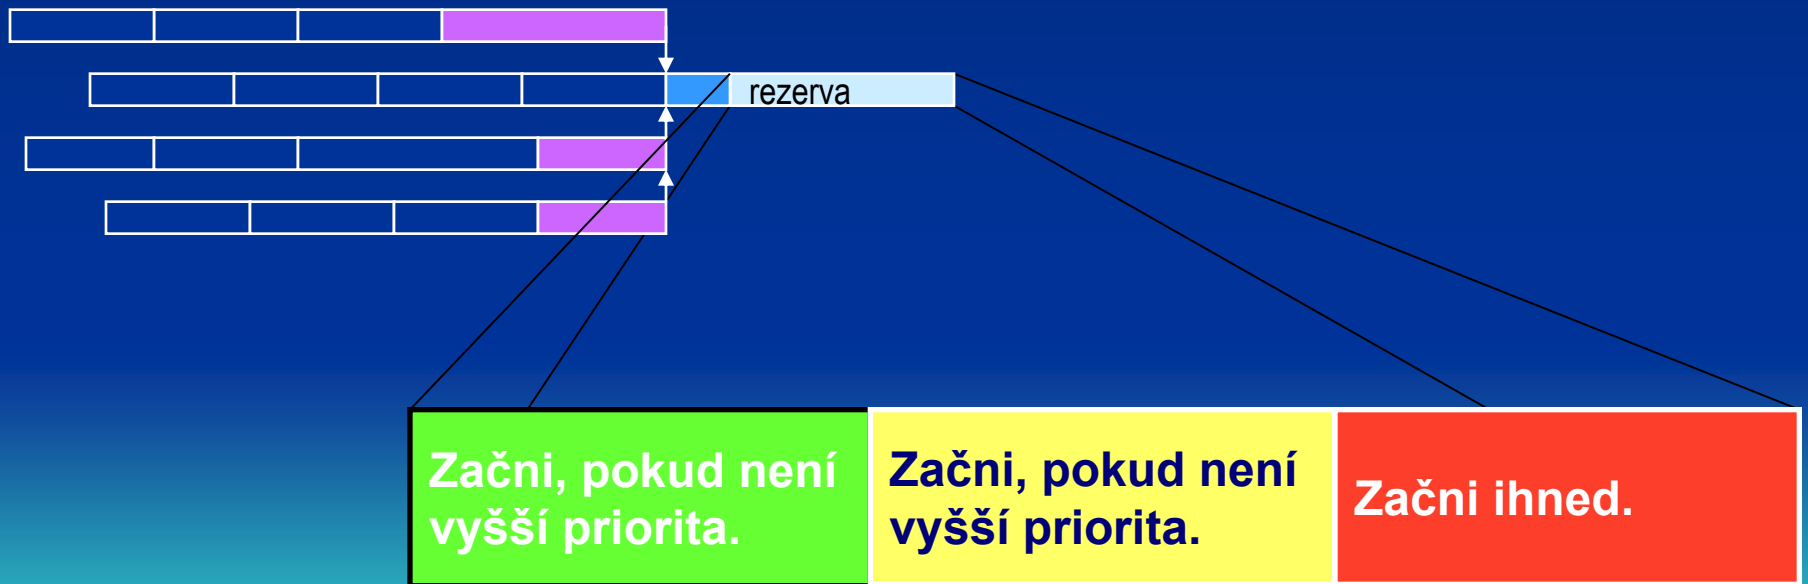 rezerva
Začni, pokud není
vyšší priorita.
Začni, pokud není
vyšší priorita.
Začni ihned.